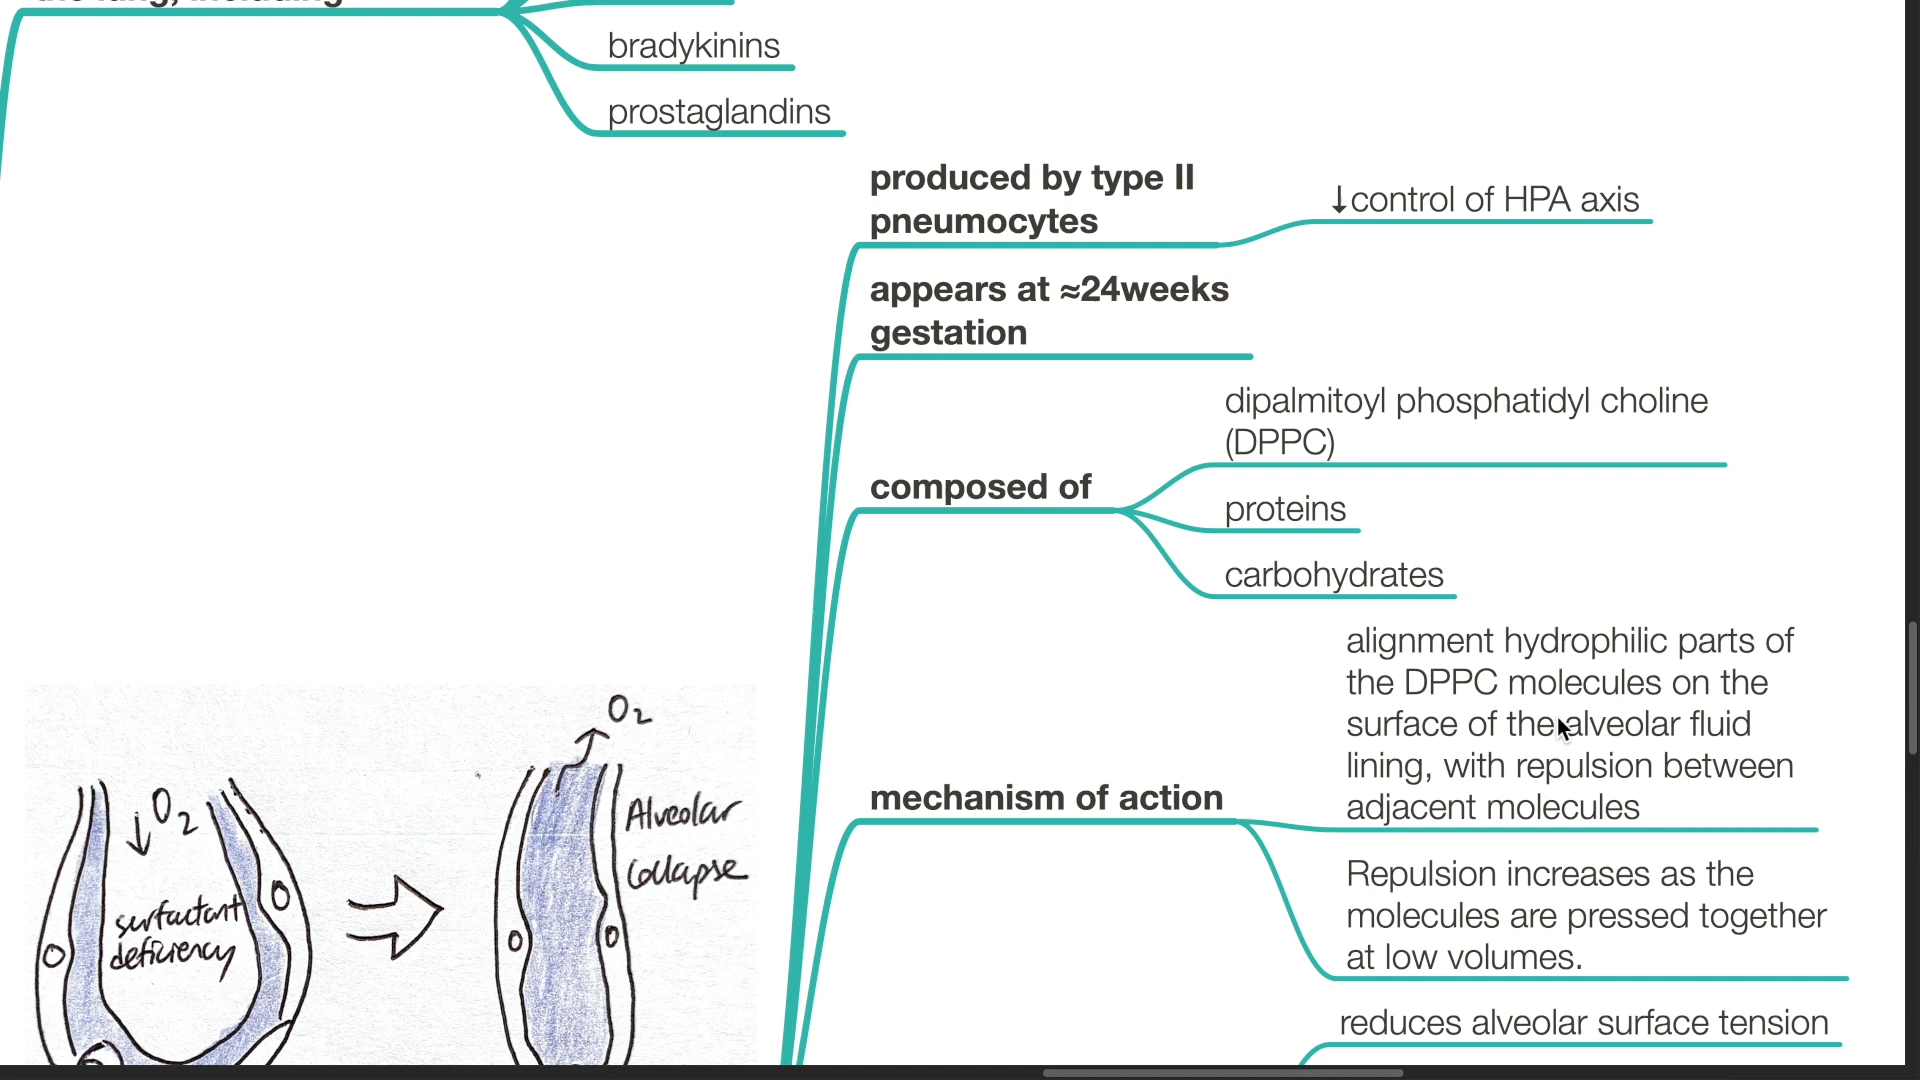 bradykinins
prostaglandins
produced by type II
pneumocytes
↓control of HPA axis
appears at ≈24weeks
gestation
composed of
dipalmitoyl phosphatidyl choline
(DPPC)
proteins
carbohydrates
mechanism of action
alignment hydrophilic parts of
the DPPC molecules on the
surface of the alveolar fluid
lining, with repulsion between
adjacent molecules
Repulsion increases as the
molecules are pressed together
at low volumes.
reduces alveolar surface tension
O2
surfactant
deficiency
O2
Alveolar
Collapse